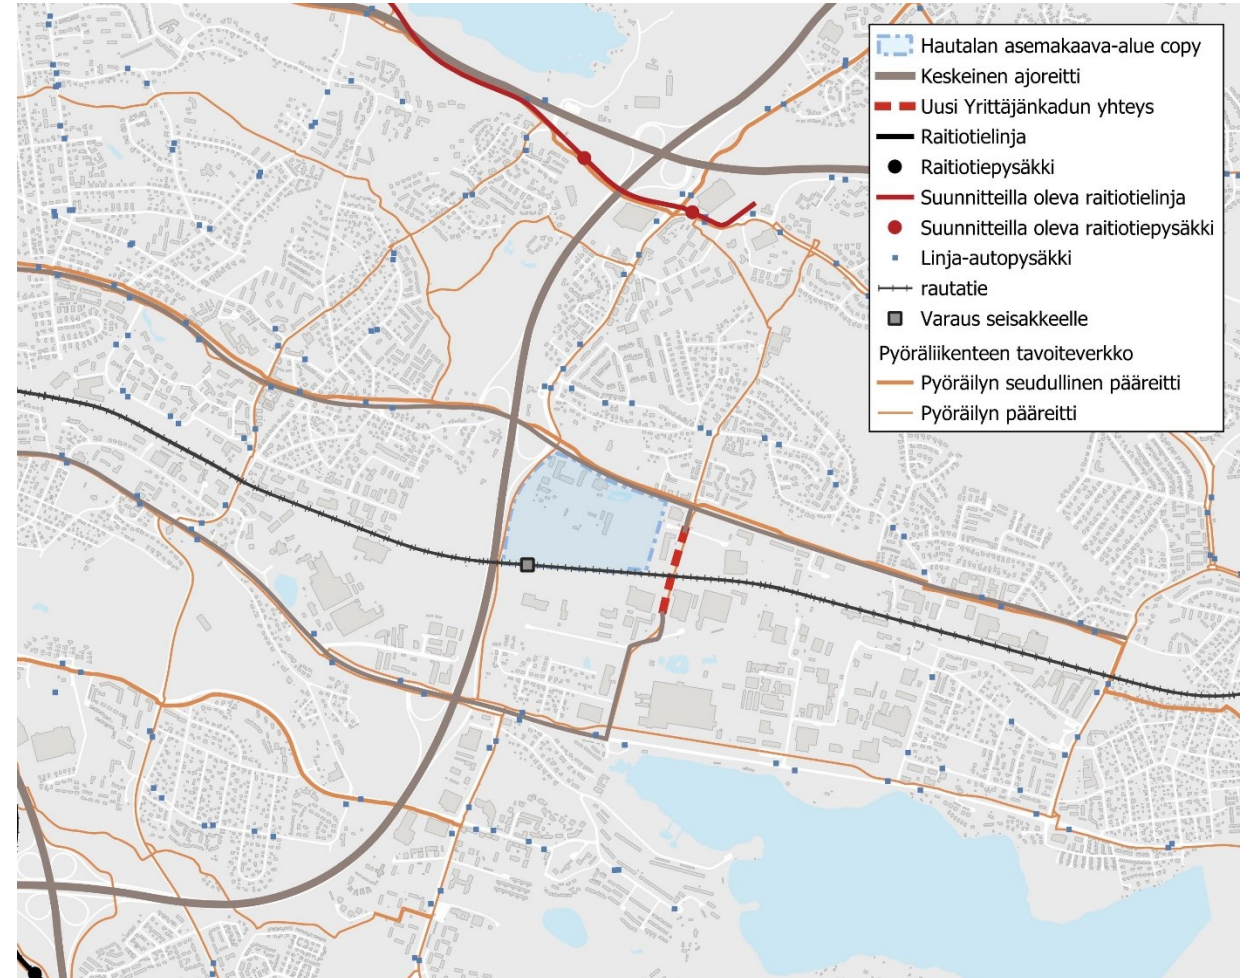 Hautalan asemakaava-alue copy
Keskeinen ajoreitti
Uusi Yrittäjänkadun yhteys
Raitiotielinja
Raitiotiepysäkki
Suunnitteilla oleva raitiotielinja
Suunnitteilla oleva raitiotiepysäkki
Linja-autopysäkki
rautatie
Varaus seisakkeelle
Pyöräliikenteen tavoiteverkko
Pyöräilyn seudullinen pääreitti
Pyöräilyn pääreitti